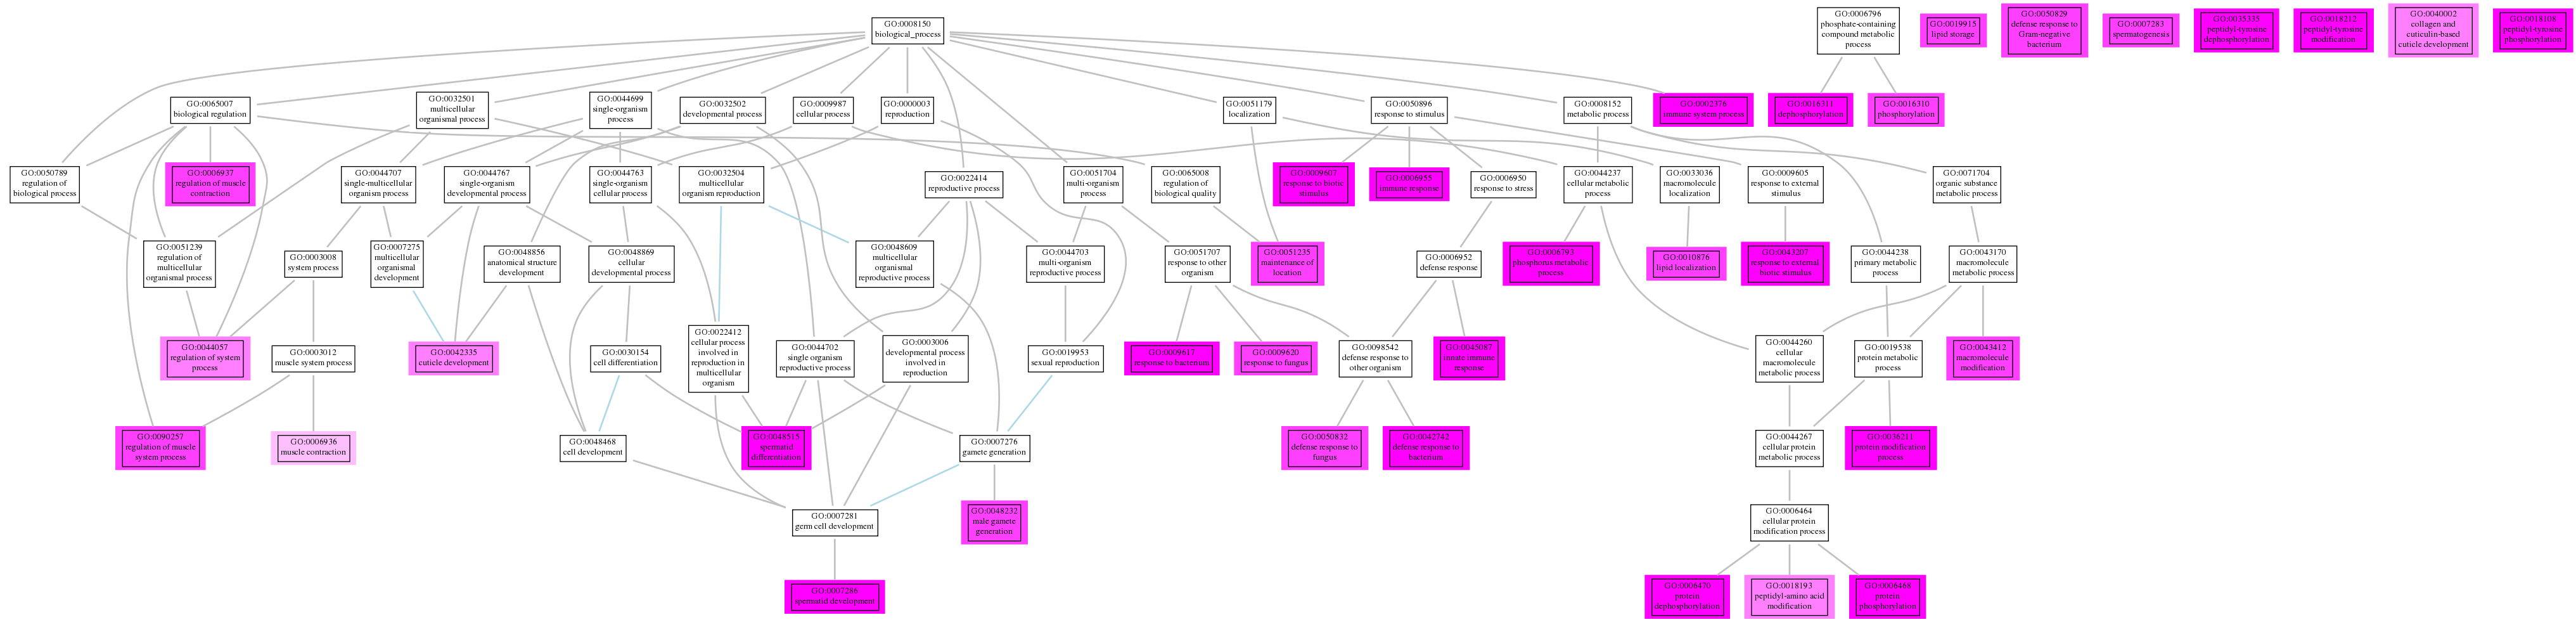 GO:0008150
biological_process
GO:0006796
phosphate-containing
compound metabolic
process
GO:0019915
lipid storage
GO:0050829
defense response to
Gram-negative
bacterium
GO:0007283
spermatogenesis
GO:0035335
peptidyl-tyrosine
dephosphorylation
GO:0018212
peptidyl-tyrosine
modification
GO:0040002
collagen and
cuticulin-based
cuticle development
GO:0018108
peptidyl-tyrosine
phosphorylation
GO:0065007
biological regulation
GO:0032501
multicellular
organismal process
GO:0044699
single-organism
process
GO:0032502
developmental process
GO:0009987
cellular process
GO:0000003
reproduction
GO:0051179
localization
GO:0050896
response to stimulus
GO:0008152
metabolic process
GO:0002376
immune system process
GO:0016311
dephosphorylation
GO:0016310
phosphorylation
GO:0050789
regulation of
biological process
GO:0006937
regulation of muscle
contraction
GO:0044707
single-multicellular
organism process
GO:0044767
single-organism
developmental process
GO:0044763
single-organism
cellular process
GO:0032504
multicellular
organism reproduction
GO:0022414
reproductive process
GO:0051704
multi-organism
process
GO:0065008
regulation of
biological quality
GO:0009607
response to biotic
stimulus
GO:0006955
immune response
GO:0006950
response to stress
GO:0044237
cellular metabolic
process
GO:0033036
macromolecule
localization
GO:0009605
response to external
stimulus
GO:0071704
organic substance
metabolic process
GO:0051239
regulation of
multicellular
organismal process
GO:0003008
system process
GO:0007275
multicellular
organismal
development
GO:0048856
anatomical structure
development
GO:0048869
cellular
developmental process
GO:0048609
multicellular
organismal
reproductive process
GO:0044703
multi-organism
reproductive process
GO:0051707
response to other
organism
GO:0051235
maintenance of
location
GO:0006952
defense response
GO:0006793
phosphorus metabolic
process
GO:0010876
lipid localization
GO:0043207
response to external
biotic stimulus
GO:0044238
primary metabolic
process
GO:0043170
macromolecule
metabolic process
GO:0044057
regulation of system
process
GO:0003012
muscle system process
GO:0042335
cuticle development
GO:0030154
cell differentiation
GO:0022412
cellular process
involved in
reproduction in
multicellular
organism
GO:0044702
single organism
reproductive process
GO:0003006
developmental process
involved in
reproduction
GO:0019953
sexual reproduction
GO:0009617
response to bacterium
GO:0009620
response to fungus
GO:0098542
defense response to
other organism
GO:0045087
innate immune
response
GO:0044260
cellular
macromolecule
metabolic process
GO:0019538
protein metabolic
process
GO:0043412
macromolecule
modification
GO:0090257
regulation of muscle
system process
GO:0006936
muscle contraction
GO:0048468
cell development
GO:0048515
spermatid
differentiation
GO:0007276
gamete generation
GO:0050832
defense response to
fungus
GO:0042742
defense response to
bacterium
GO:0044267
cellular protein
metabolic process
GO:0036211
protein modification
process
GO:0007281
germ cell development
GO:0048232
male gamete
generation
GO:0006464
cellular protein
modification process
GO:0007286
spermatid development
GO:0006470
protein
dephosphorylation
GO:0018193
peptidyl-amino acid
modification
GO:0006468
protein
phosphorylation